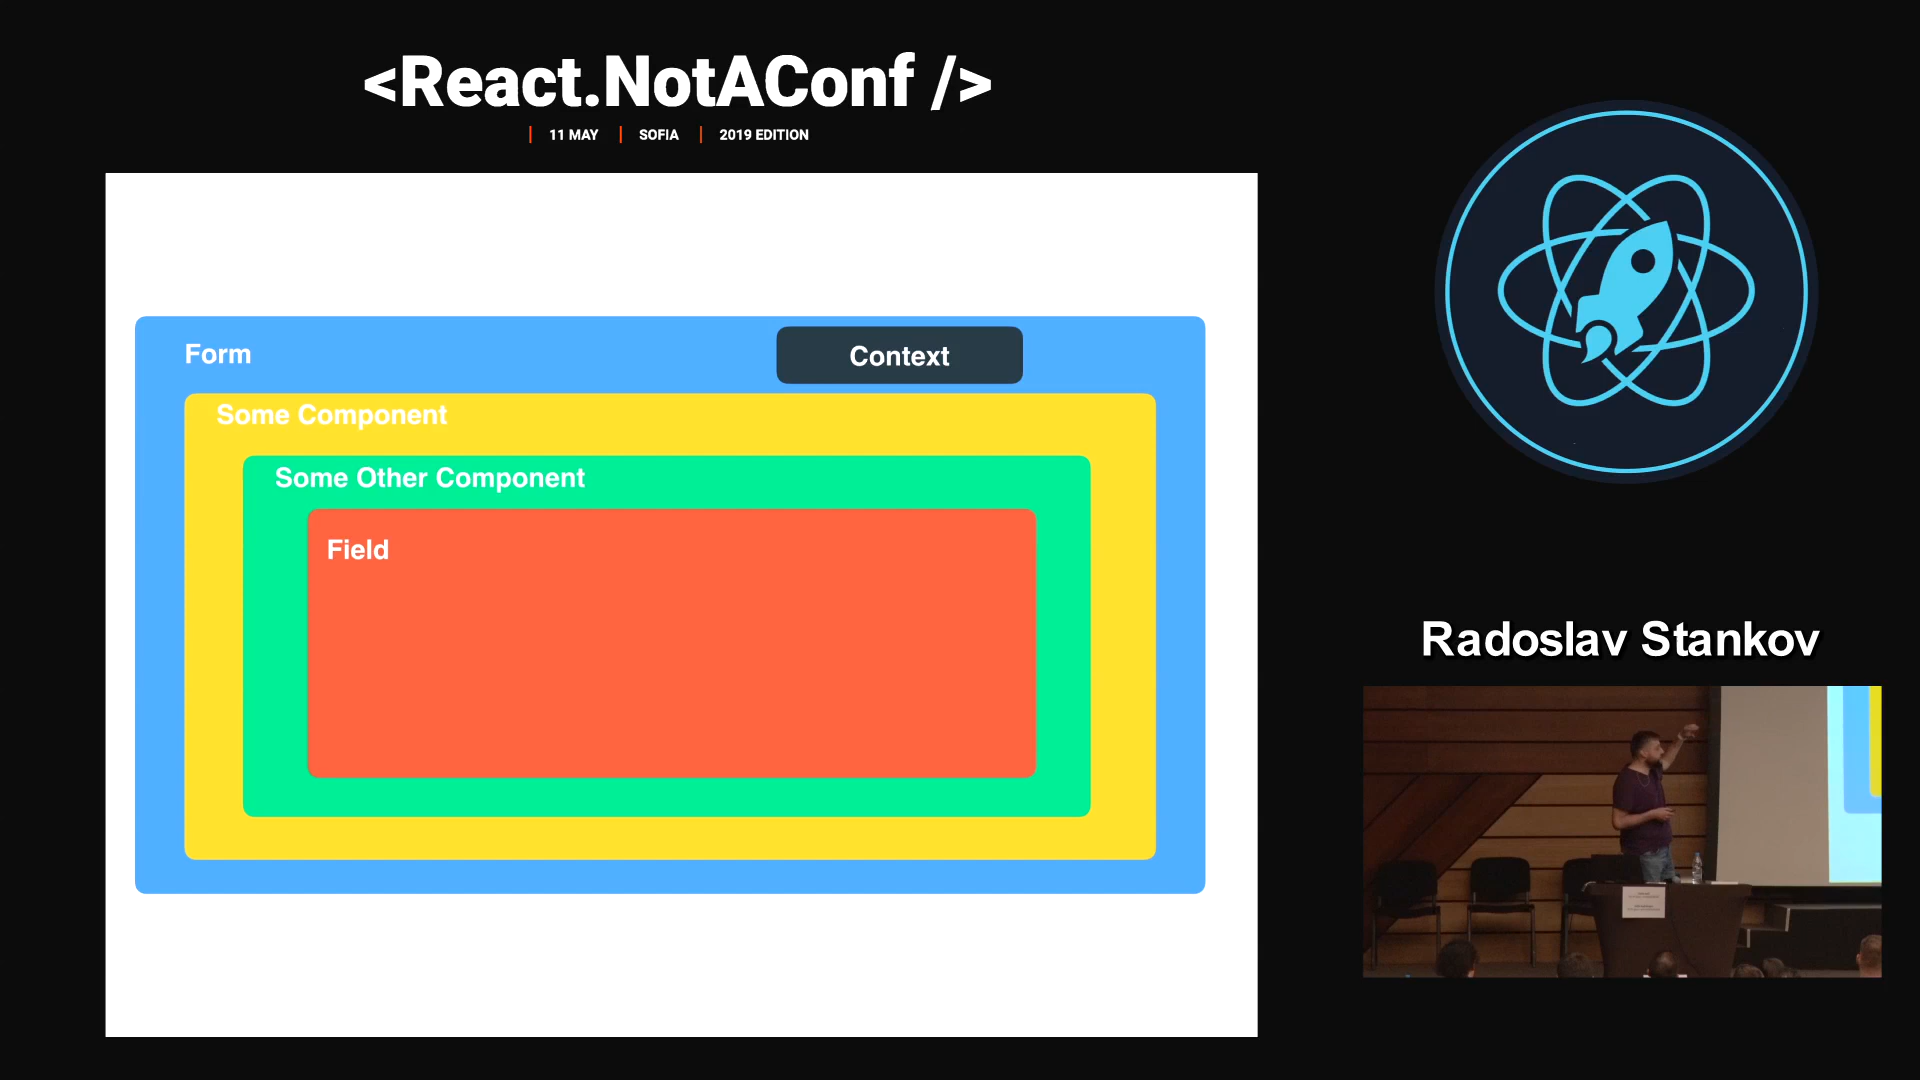 <React.NotAConf />
11 MAY | SOFIA | 2019 EDITION
Form
Context
Some Component
Some Other Component
Field
Radoslav Stankov